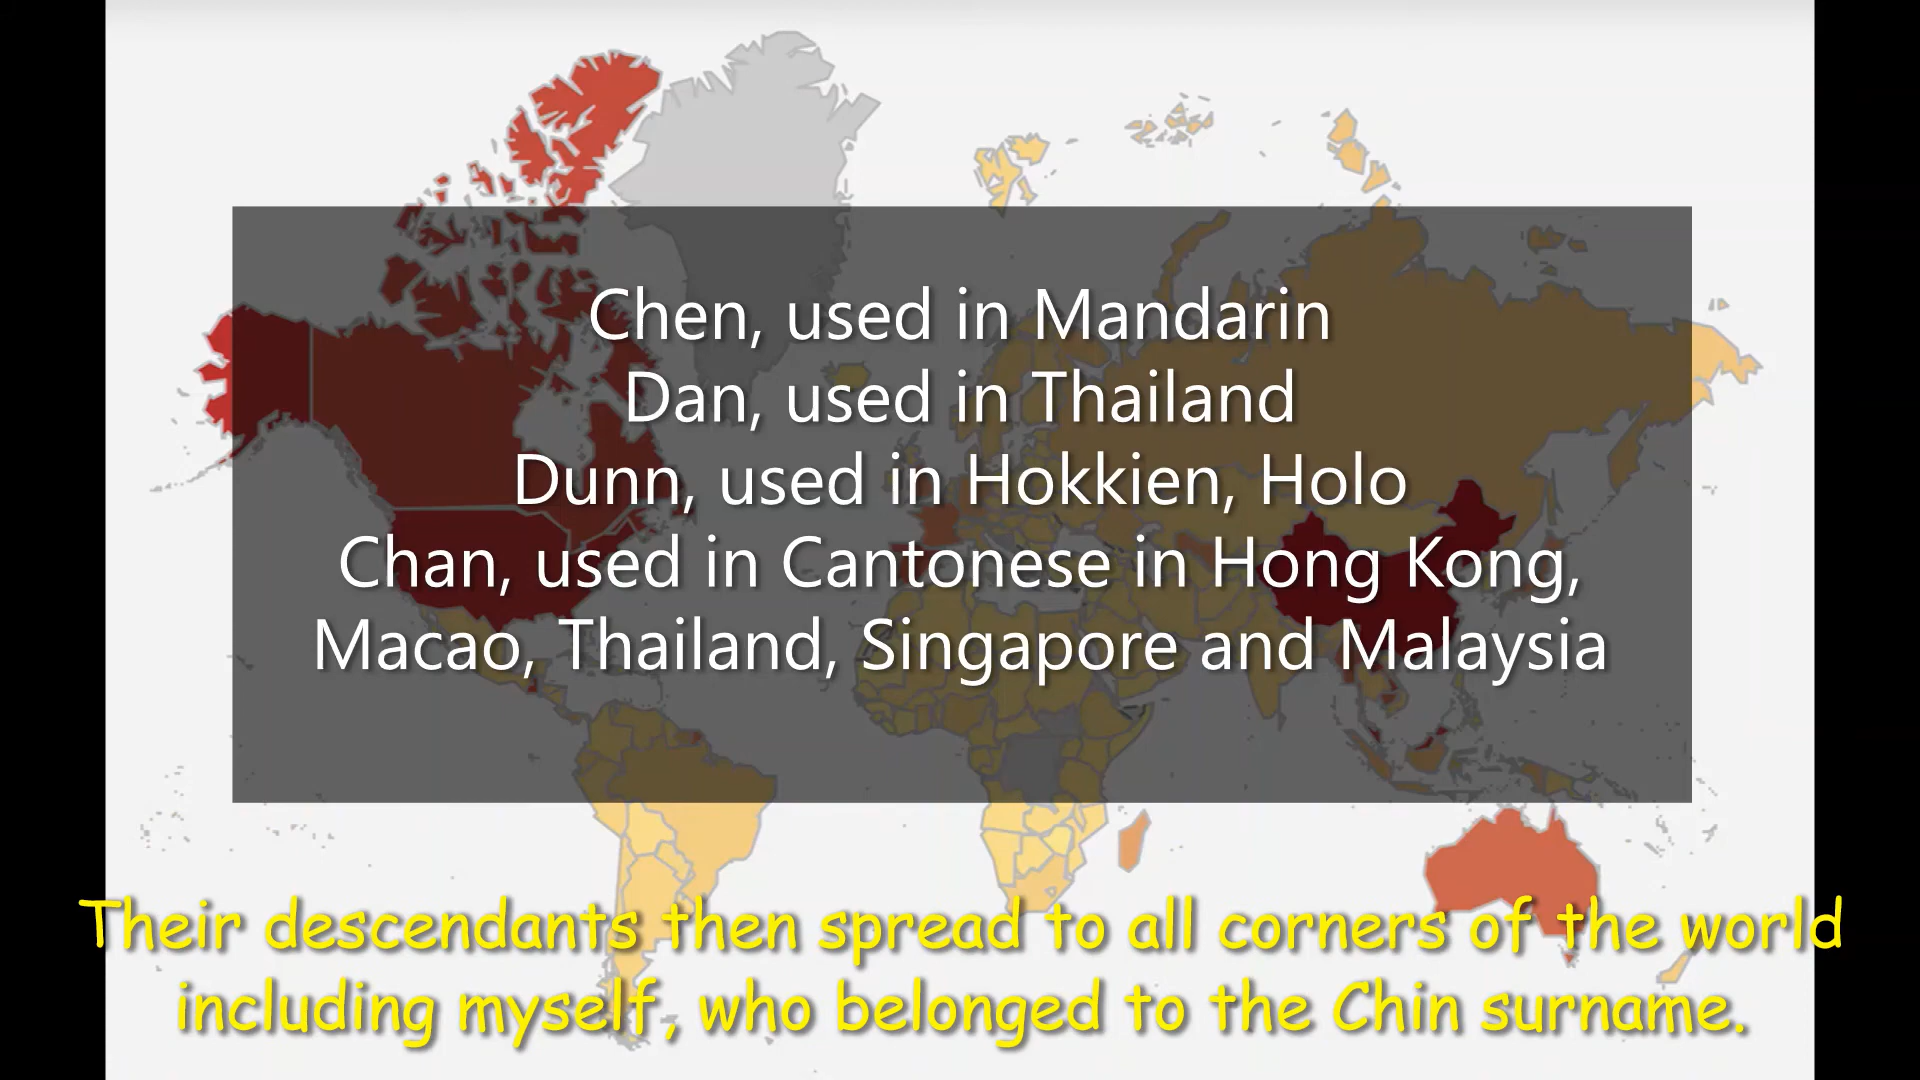 Chen, used in Mandarin
Dan, used in Thailand
Dunn, used in Hokkien, Holo
Chan, used in Cantonese in Hong Kong,
Macao, Thailand, Singapore and Malaysia
Their descendants then spread to all corners of the world
including myself, who belonged to the Chin surname.